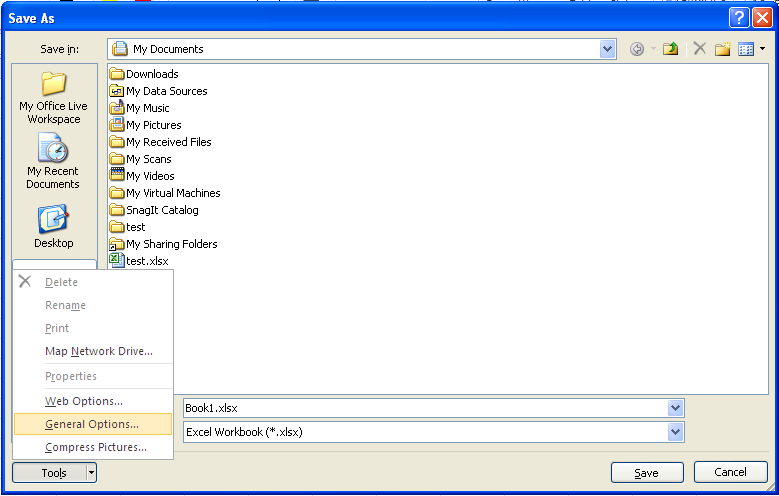 Save As
Save in:
My Documents
My Office Live
Workspace
My Recent
Documents
Desktop
Downloads
My Data Sources
My Music
My Pictures
My Received Files
My Scans
My Videos
My Virtual Machines
SnagIt Catalog
test
My Sharing Folders
test.xlsx
Delete
Rename
Print
Map Network Drive...
Properties
Web Options...
General Options...
Compress Pictures...
Book1.xlsx
Excel Workbook (*.xlsx)
Tools
Save
Cancel